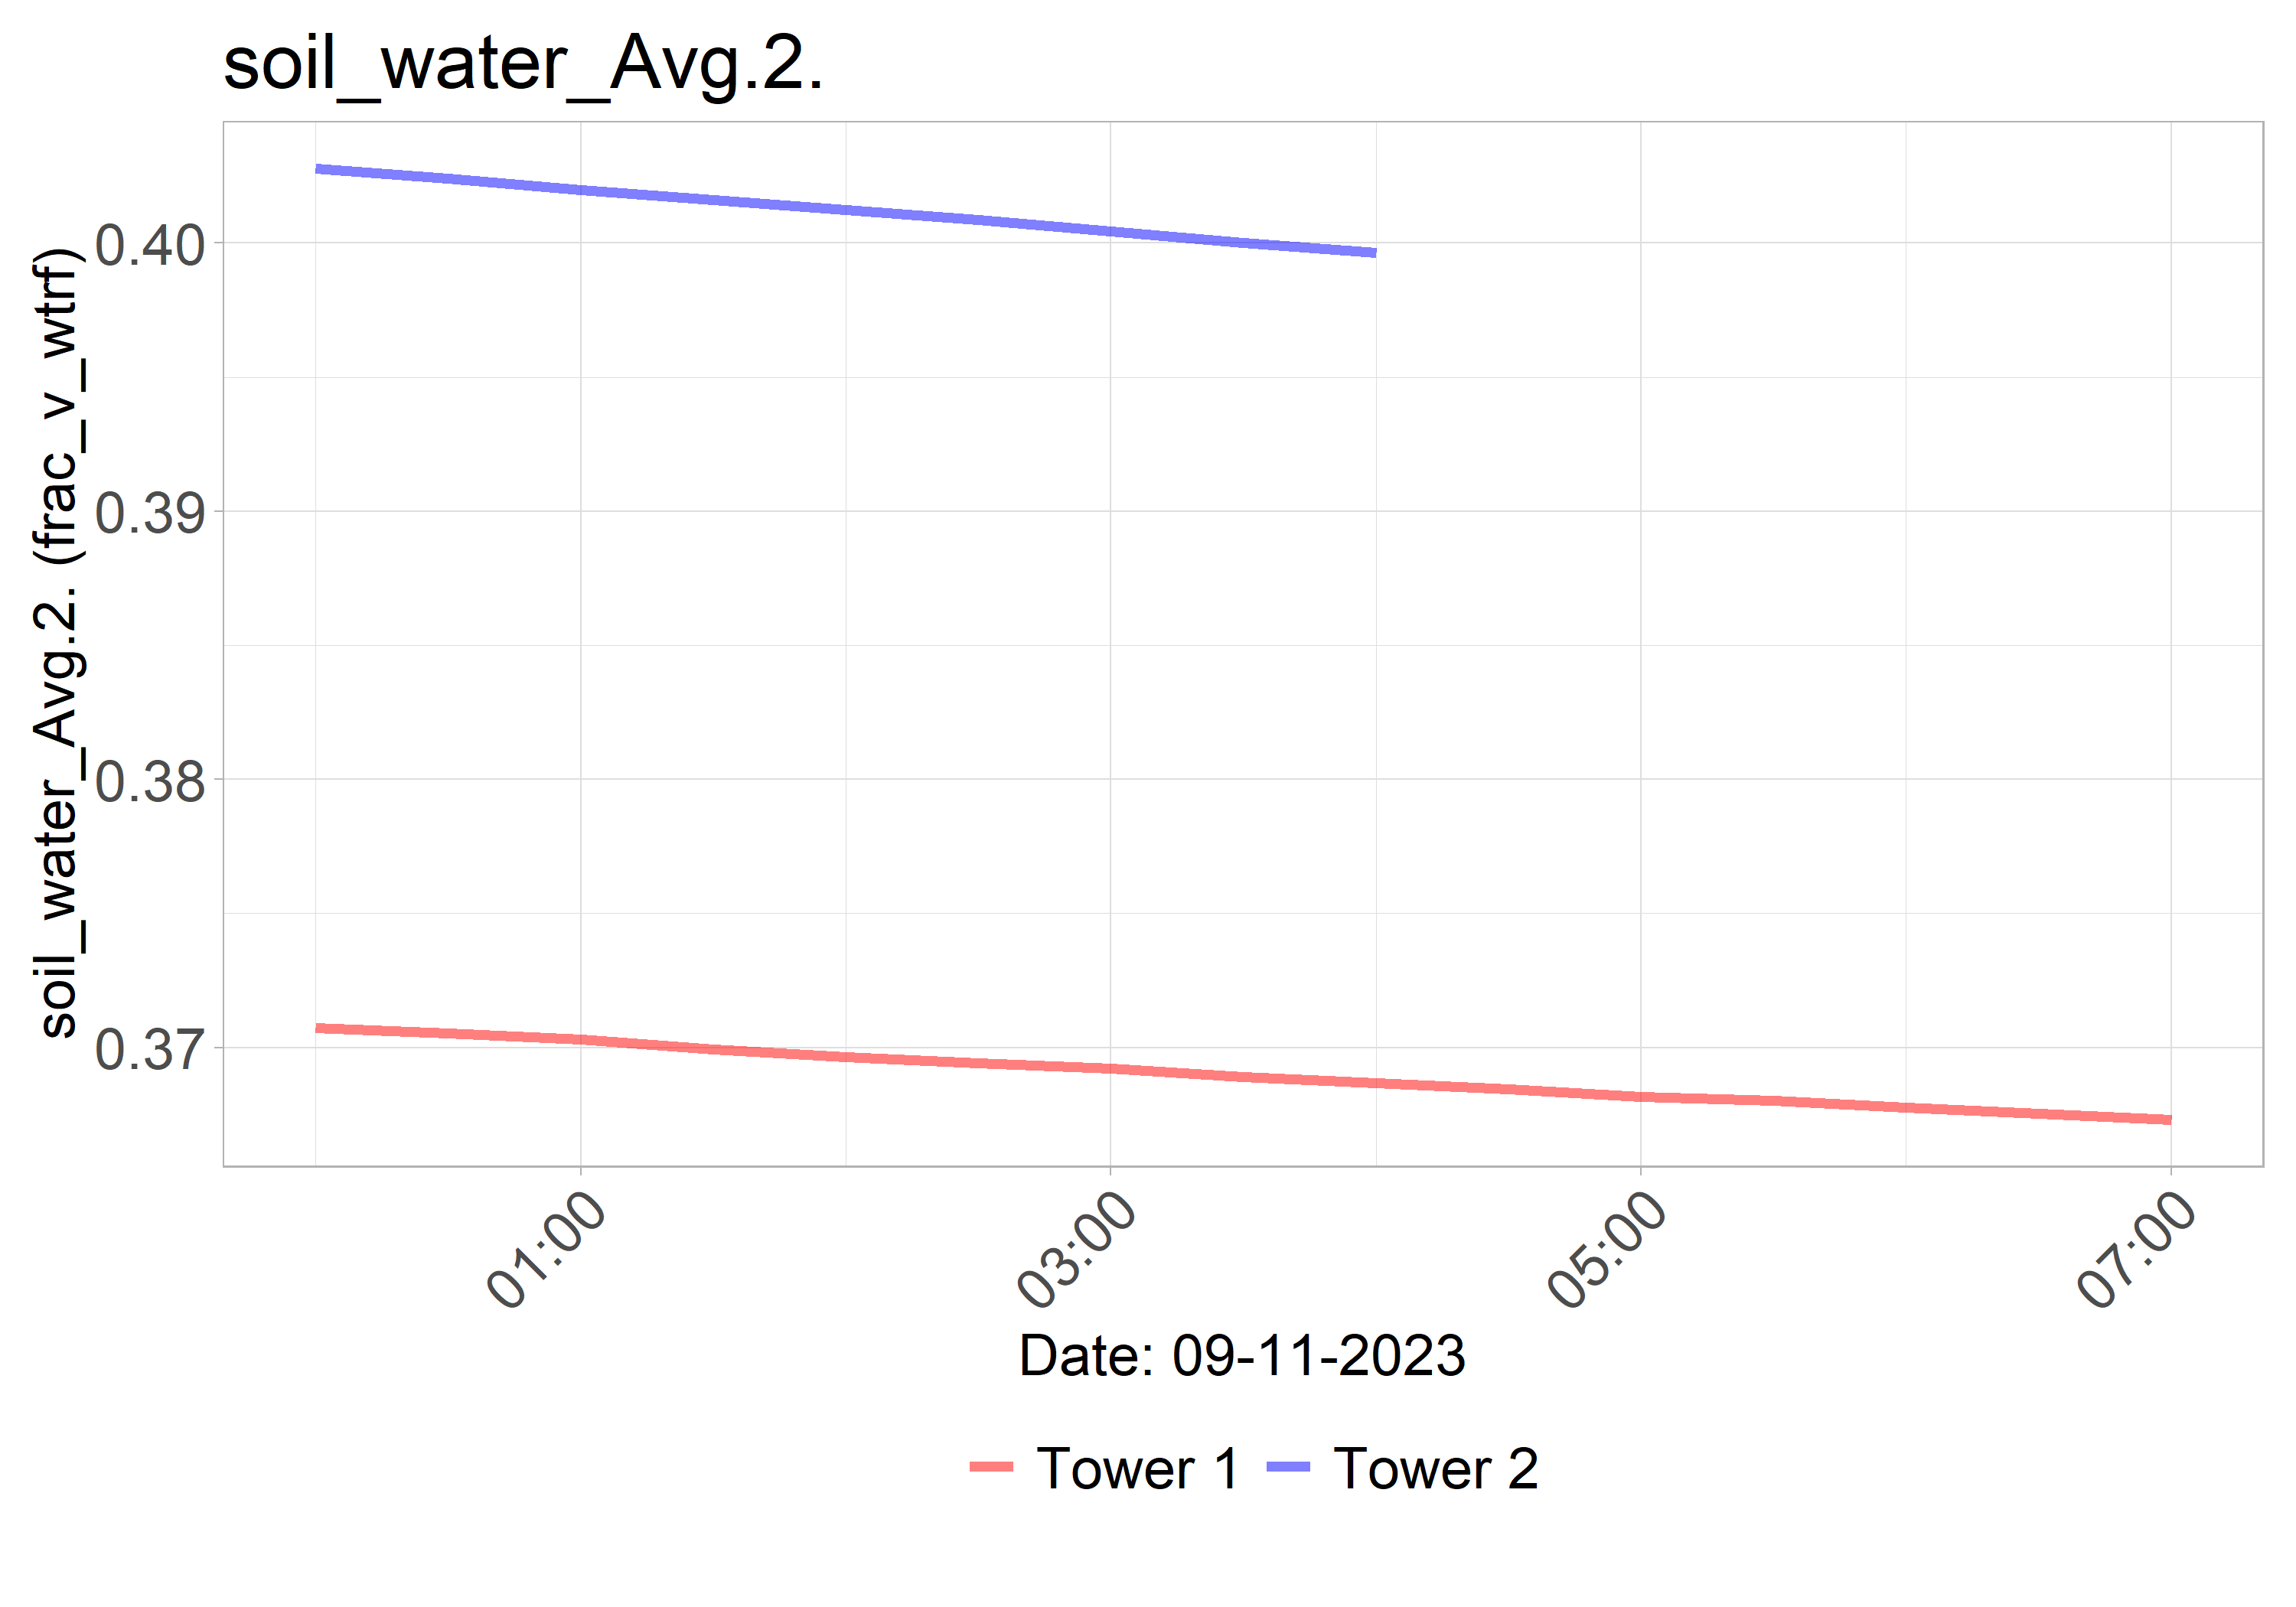 soil_water_Avg.2.
soil_water_Avg.2. (frac_v_wtrf)
0.40
0.39
0.38
0.37
01:00
03:00
05:00
07:00
Date: 09-11-2023
Tower 1
Tower 2